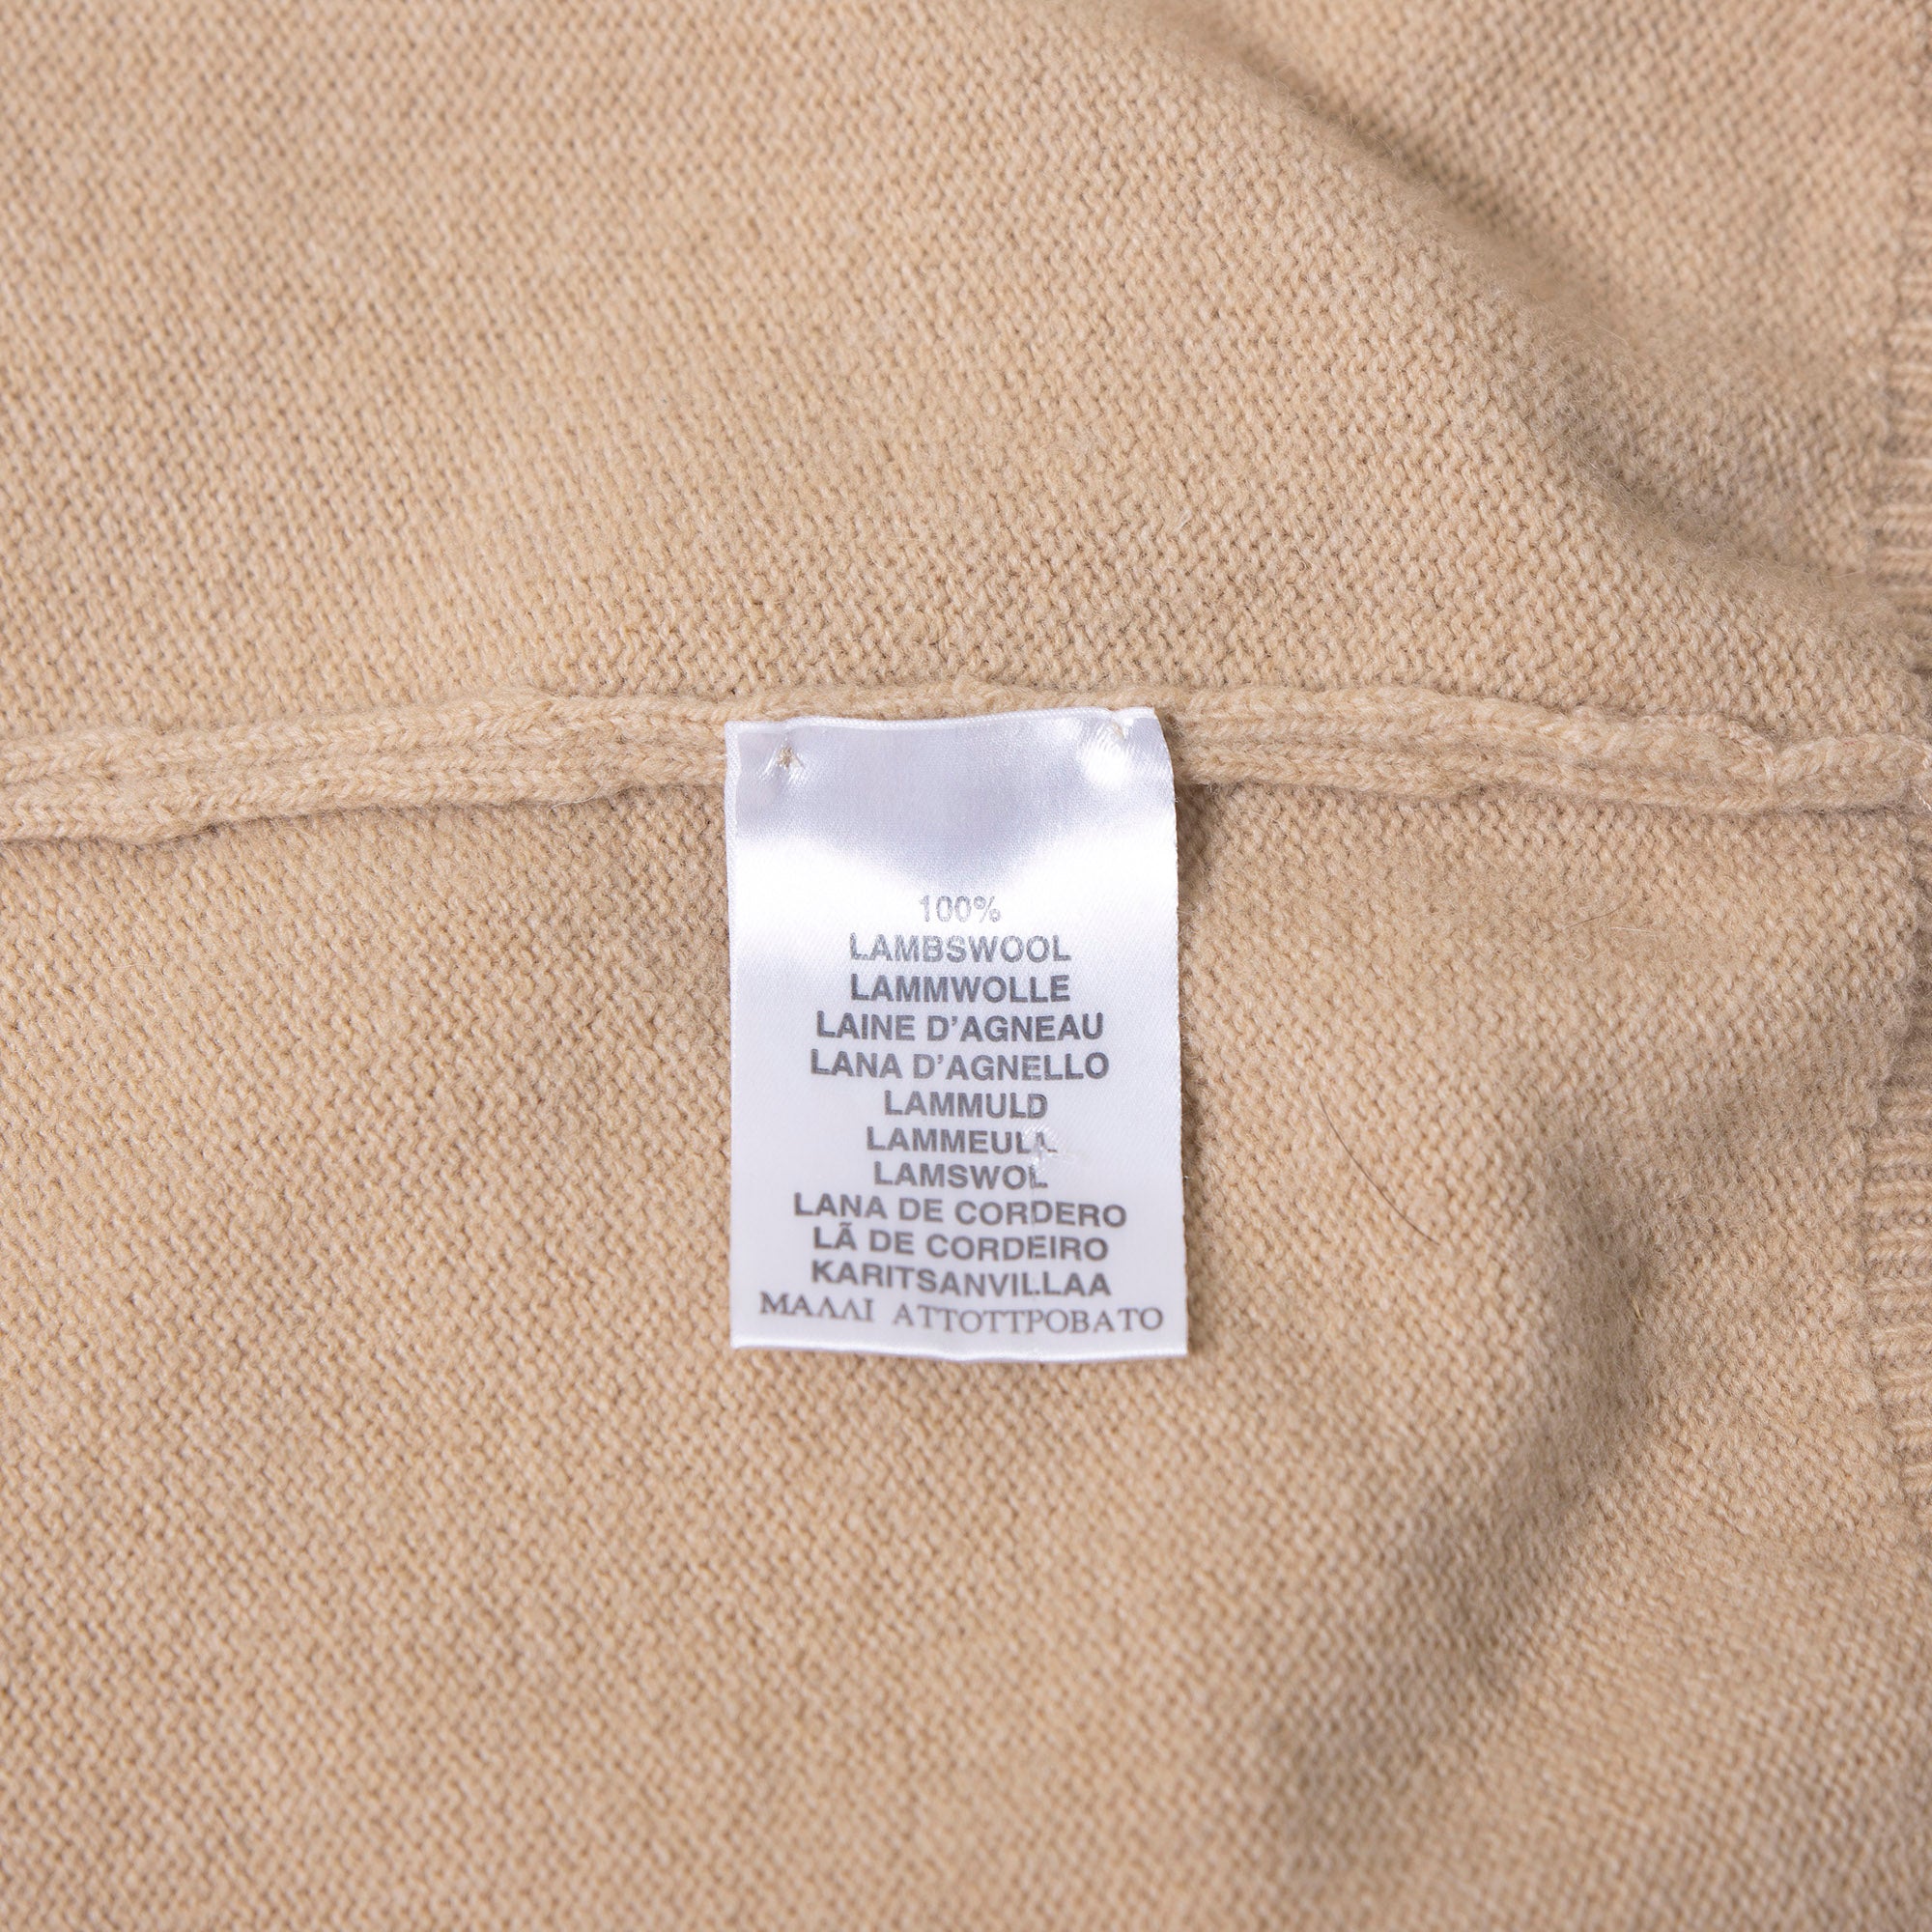 100%
LAMBSWOOL
LAMMWOLLE
LAINE D'AGNEAU
LANA D'AGNELLO
LAMMULD
LAMMEULL
LAMSWOL
LANA DE CORDERO
LÃ DE CORDEIRO
KARITSANVILLAA
ΜΑΛΛΙ ΑΤΤΟΤΤΡΟΒΑΤΟ